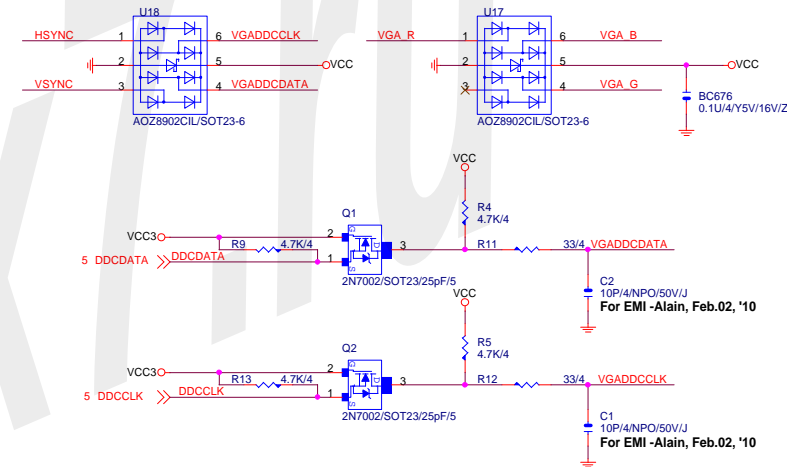 U18
U17
HSYNC 1 6 VGADDCCLK
VGA_R 1 6 VGA_B
2 5 VCC
2 5 VCC
VSYNC 3 4 VGADDCDATA
3 4 VGA_G
BC676
0.1U/4/Y5V/16V/Z
AOZ8902CIL/SOT23-6
AOZ8902CIL/SOT23-6
VCC
R4
4.7K/4
Q1
VCC3 2 G
R9 4.7K/4 D 3 R11 33/4 VGADDCDATA
5 DDCDATA DDCDATA 1 S
2N7002/SOT23/25pF/5
C2
10P/4/NPO/50V/J
For EMI -Alain, Feb.02, '10
VCC
R5
4.7K/4
Q2
VCC3 2 G
R13 4.7K/4 D 3 R12 33/4 VGADDCCLK
5 DDCCLK DDCCLK 1 S
2N7002/SOT23/25pF/5
C1
10P/4/NPO/50V/J
For EMI -Alain, Feb.02, '10